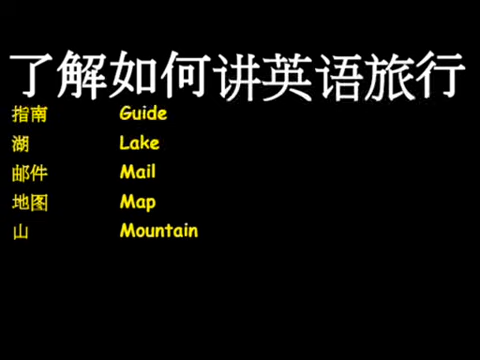 了解如何讲英语旅行
指南 Guide
湖 Lake
邮件 Mail
地图 Map
山 Mountain